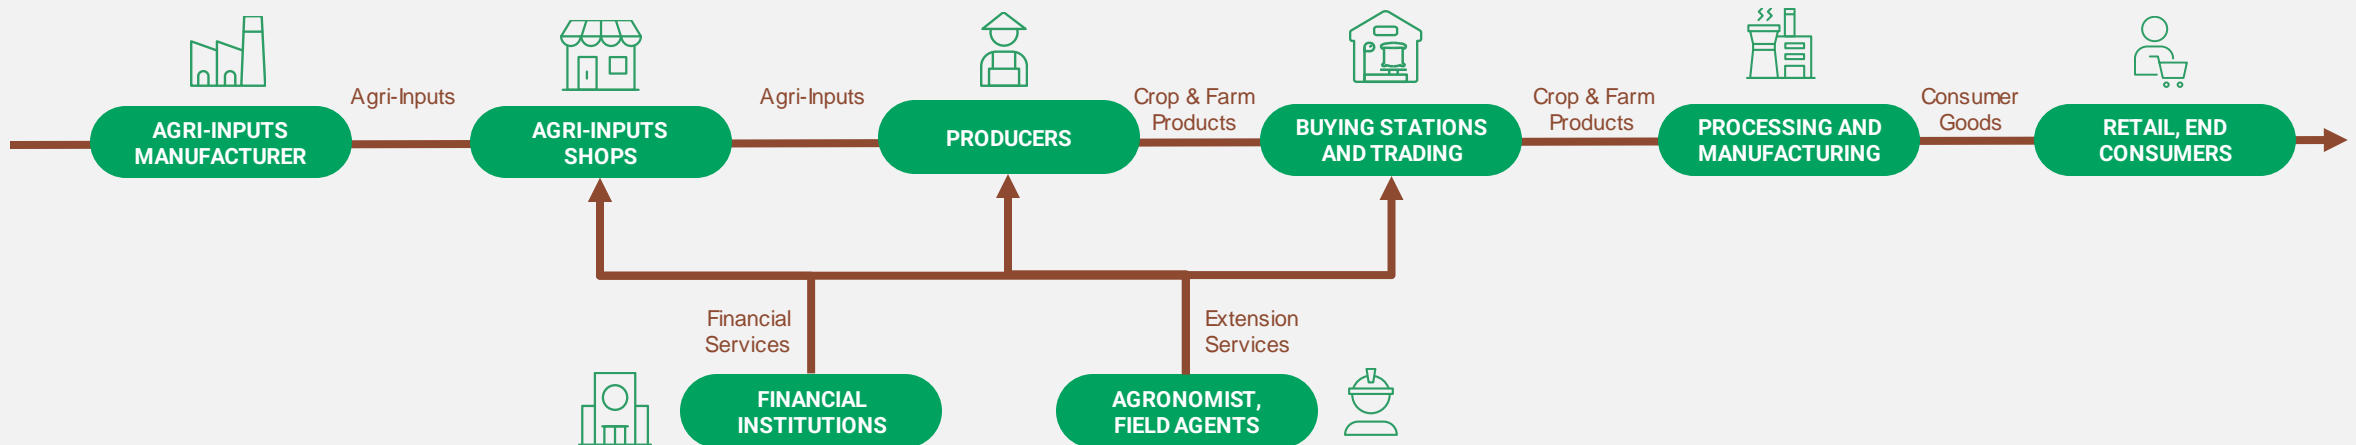 Agri-Inputs
Agri-Inputs
Crop & Farm
Products
Crop & Farm
Products
Consumer
Goods
AGRI-INPUTS
MANUFACTURER
AGRI-INPUTS
SHOPS
PRODUCERS
BUYING STATIONS
AND TRADING
PROCESSING AND
MANUFACTURING
RETAIL, END
CONSUMERS
Financial
Services
Extension
Services
FINANCIAL
INSTITUTIONS
AGRONOMIST,
FIELD AGENTS